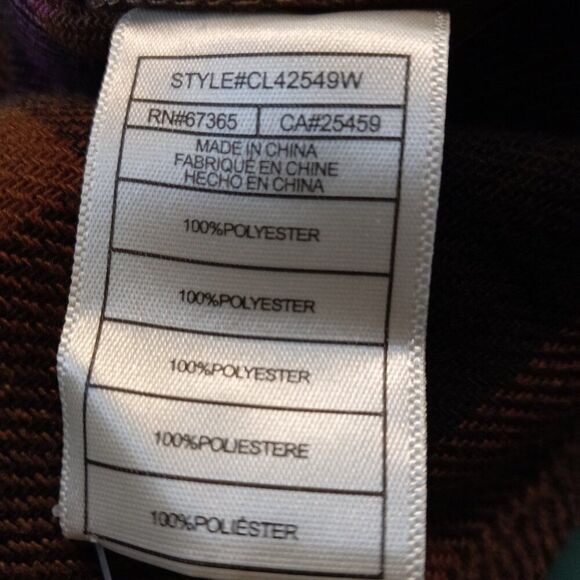 STYLE#CL42549W
RN#67365 CA#25459
MADE IN CHINA
FABRIQUÉ EN CHINE
HECHO EN CHINA
100%POLYESTER
100%POLYESTER
100%POLYESTER
100%POLIESTERE
100%POLIÉSTER